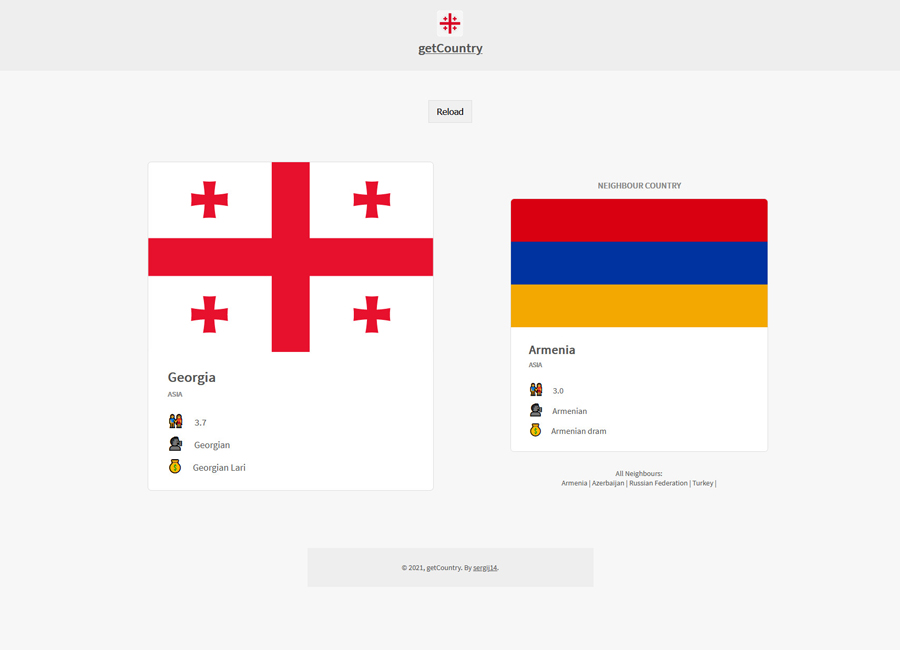 getCountry
Reload
Georgia
ASIA
3.7
Georgian
Georgian Lari
NEIGHBOUR COUNTRY
Armenia
ASIA
3.0
Armenian
Armenian dram
All Neighbours:
Armenia | Azerbaijan | Russian Federation | Turkey |
© 2021, getCountry. By sergij14.